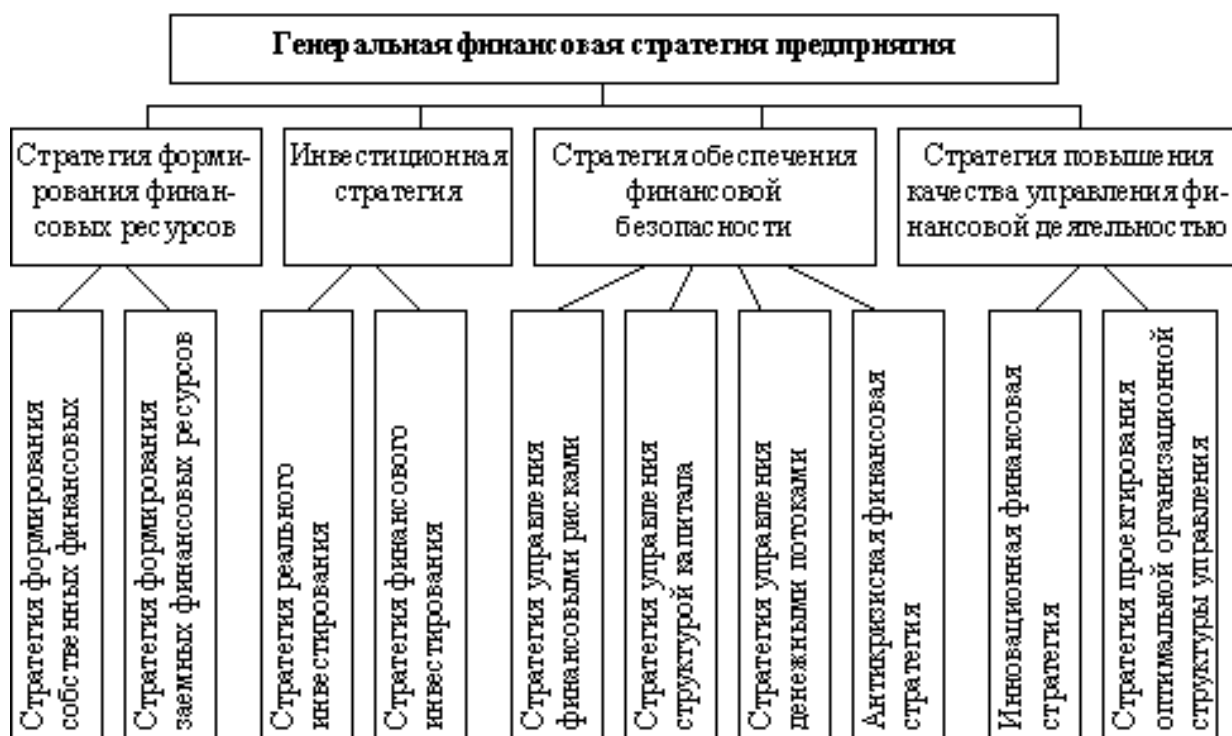 Генеральная финансовая стратегия предприятия
Стратегия форми-
рования финан-
совых ресурсов
Инвестиционная
стратегия
Стратегия обеспечения
финансовой
безопасности
Стратегия повышения
качества управления фи-
нансовой деятельностью
Стратегия формирования
собственных финансовых
Стратегия формирования
заемных финансовых ресурсов
Стратегия реального
инвестирования
Стратегия финансового
инвестирования
Стратегия управления
финансовыми рисками
Стратегия управления
структурой капитала
Стратегия управления
денежными потоками
Антикризисная финансовая
стратегия
Инновационная финансовая
стратегия
Стратегия проектирования
оптимальной организационной
структуры управления